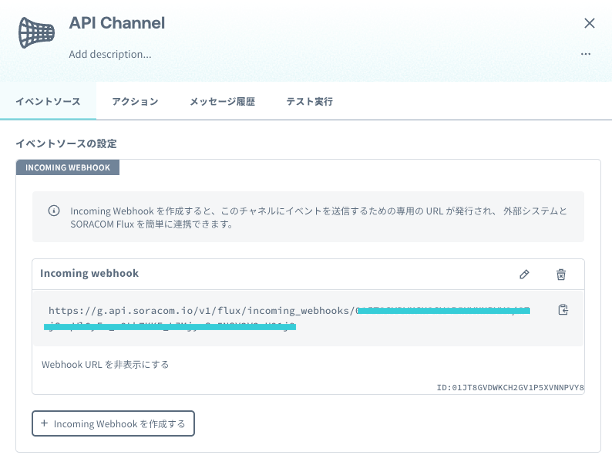 API Channel
Add description...
イベントソース アクション メッセージ履歴 テスト実行
イベントソースの設定
INCOMING WEBHOOK
Incoming Webhook を作成すると、このチャネルにイベントを送信するための専用の URL が発行され、 外部システムと
SORACOM Flux を簡単に連携できます。
Incoming webhook
https://g.api.soracom.io/v1/flux/incoming_webhooks/
Webhook URL を非表示にする
ID:01JT8GVDWKCH2GV1P5XVNNPVY8
+ Incoming Webhook を作成する